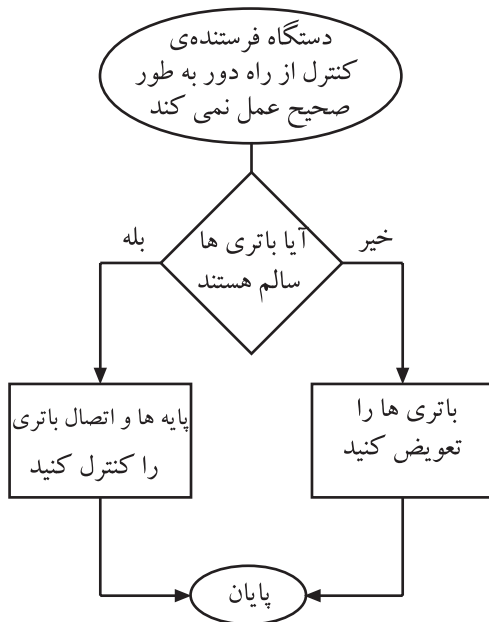 دستگاه فرستنده‌ی
کنترل از راه دور به طور
صحیح عمل نمی کند
آیا باتری ها
سالم هستند
خیر
بله
باتری ها را
تعویض کنید
پایه ها و اتصال باتری
را کنترل کنید
پایان